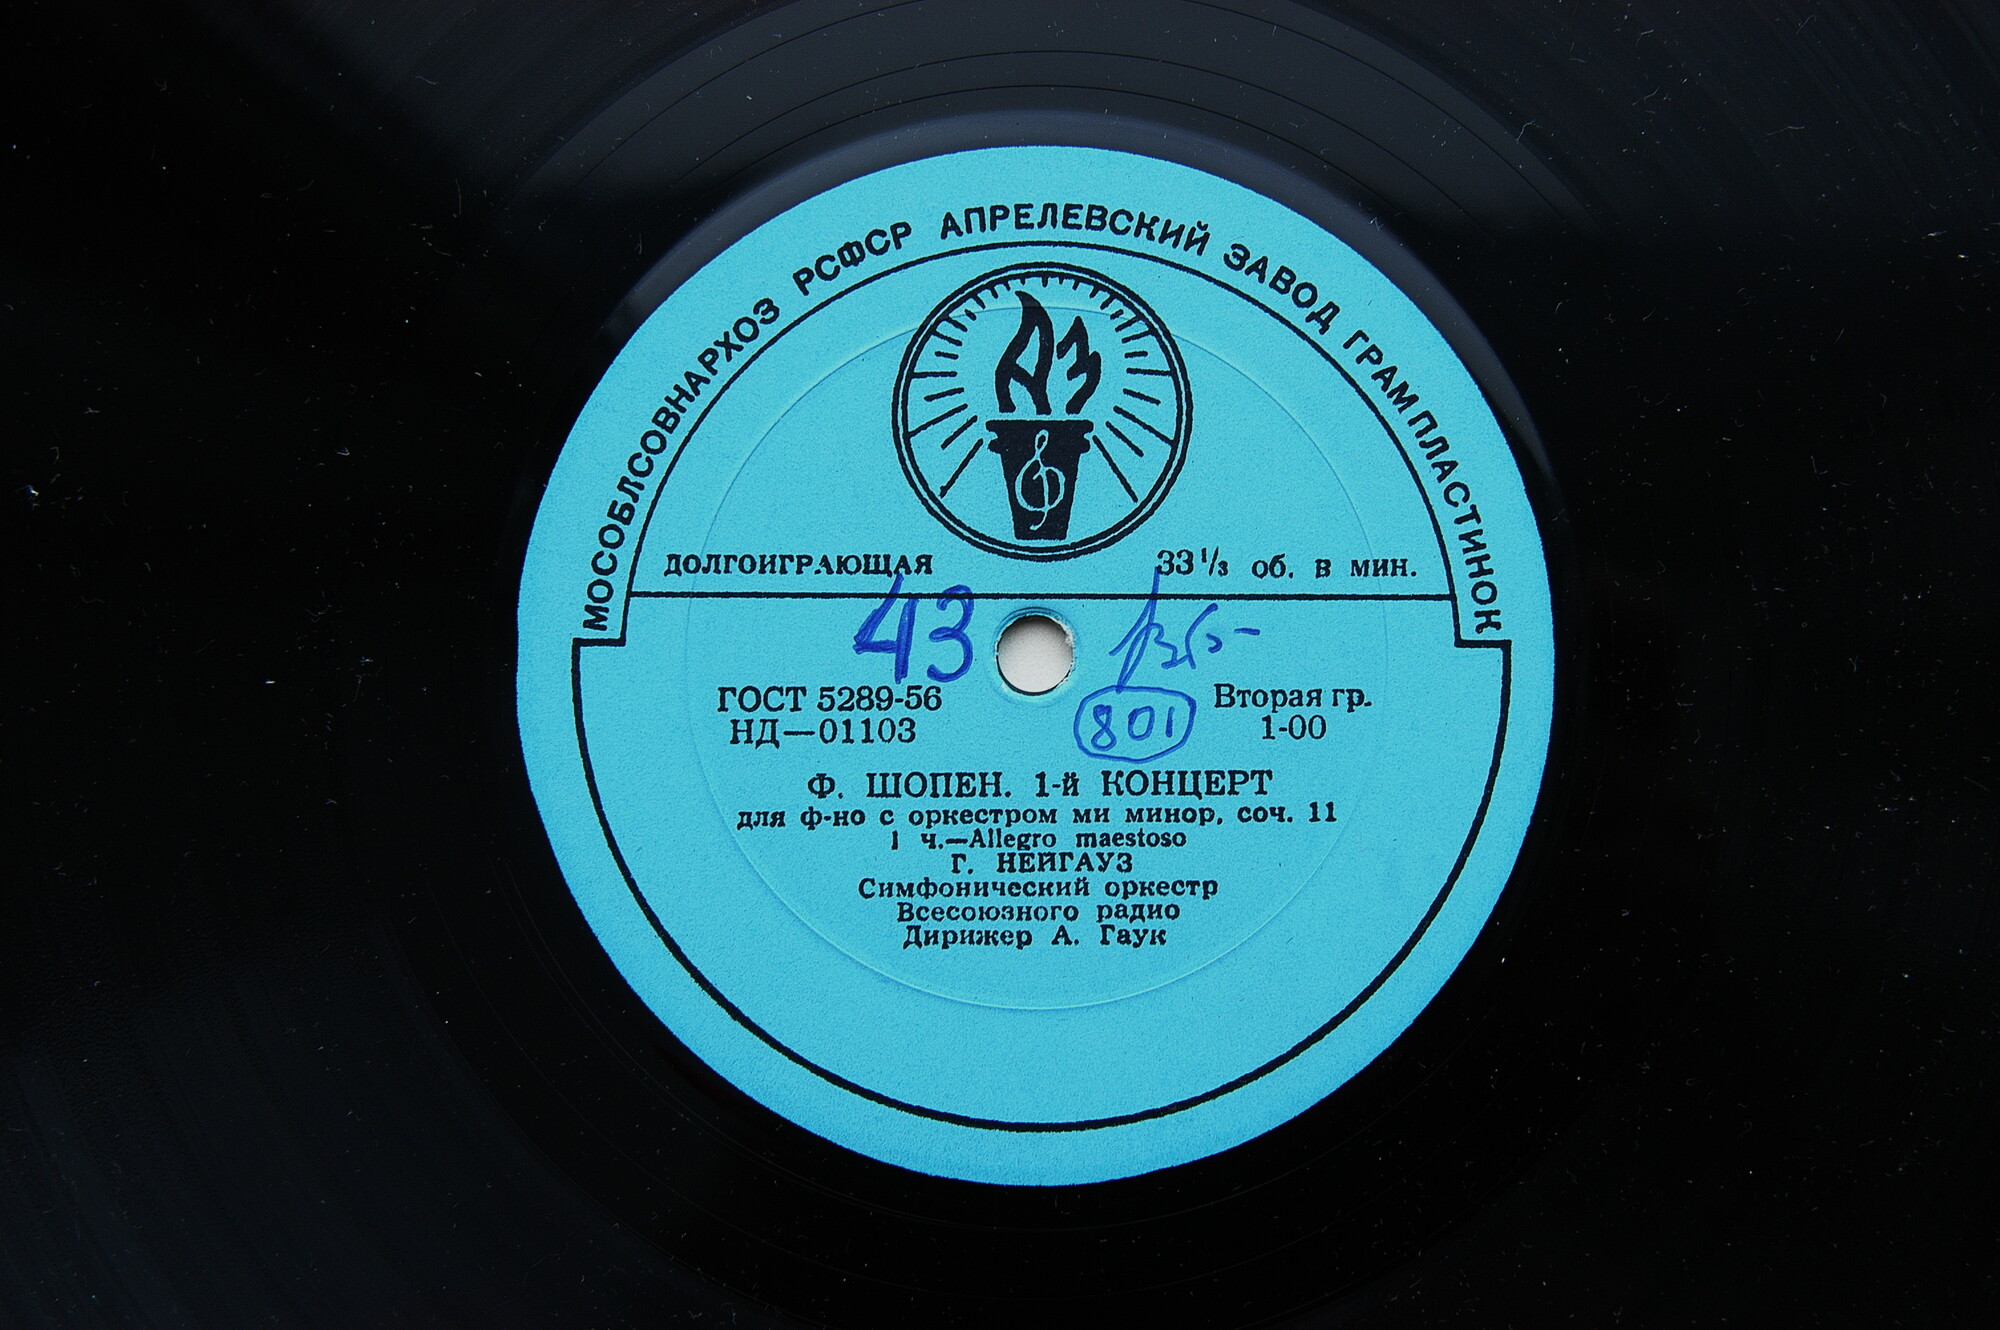 МОСОБЛСОВНАРХОЗ РСФСР АПРЕЛЕВСКИЙ ЗАВОД ГРАМПЛАСТИНОК
АЗ
ДОЛГОИГРАЮЩАЯ 33 1/3 об. в мин.
43
ГОСТ 5289-56 Вторая гр.
НД—01103 801 1-00
Ф. ШОПЕН. 1-й КОНЦЕРТ
для ф-но с оркестром ми минор, соч. 11
1 ч.—Allegro maestoso
Г. НЕЙГАУЗ
Симфонический оркестр
Всесоюзного радио
Дирижер А. Гаук